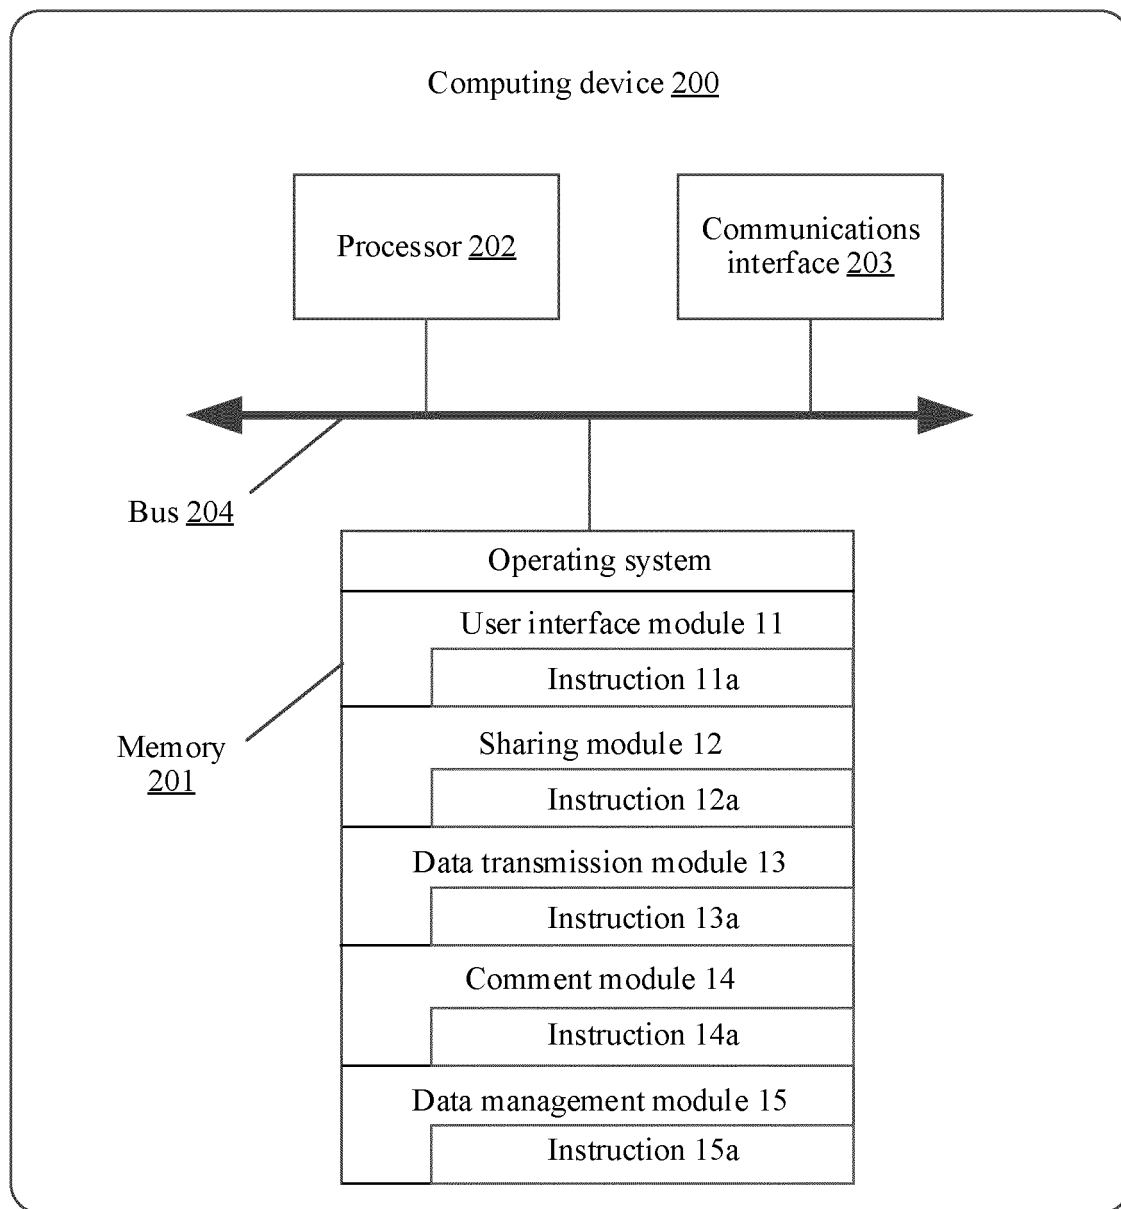 Computing device 200
Processor 202
Communications
interface 203
Bus 204
Operating system
User interface module 11
Instruction 11a
Memory
201
Sharing module 12
Instruction 12a
Data transmission module 13
Instruction 13a
Comment module 14
Instruction 14a
Data management module 15
Instruction 15a